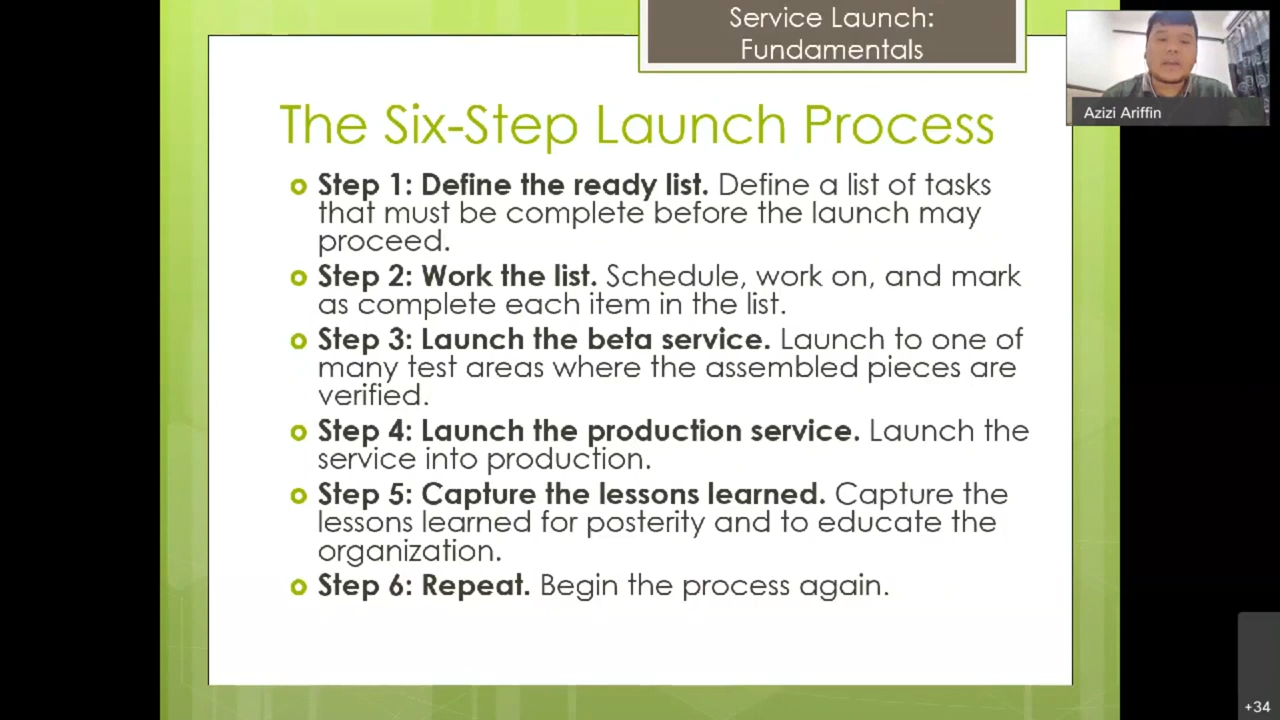 Service Launch:
Fundamentals
Azizi Ariffin
The Six-Step Launch Process
Step 1: Define the ready list. Define a list of tasks
that must be complete before the launch may
proceed.
Step 2: Work the list. Schedule, work on, and mark
as complete each item in the list.
Step 3: Launch the beta service. Launch to one of
many test areas where the assembled pieces are
verified.
Step 4: Launch the production service. Launch the
service into production.
Step 5: Capture the lessons learned. Capture the
lessons learned for posterity and to educate the
organization.
Step 6: Repeat. Begin the process again.
+34